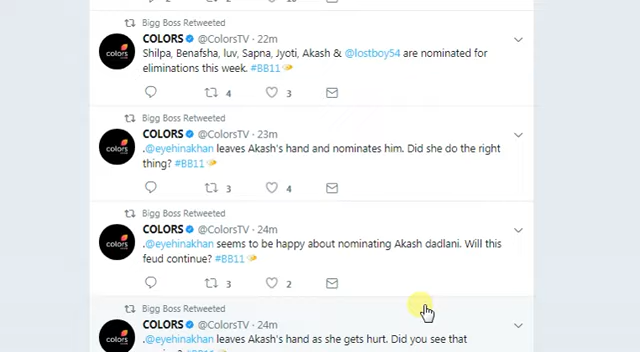 Bigg Boss Retweeted
COLORS @ColorsTV · 22m
Shilpa, Benafsha, luv, Sapna, Jyoti, Akash & @lostboy54 are nominated for
eliminations this week. #BB11
4 3
Bigg Boss Retweeted
COLORS @ColorsTV · 23m
.@eyehinakhan leaves Akash's hand and nominates him. Did she do the right
thing? #BB11
3 4
Bigg Boss Retweeted
COLORS @ColorsTV · 24m
.@eyehinakhan seems to be happy about nominating Akash dadlani. Will this
feud continue? #BB11
3 2
Bigg Boss Retweeted
COLORS @ColorsTV · 24m
.@eyehinakhan leaves Akash's hand as she gets hurt. Did you see that